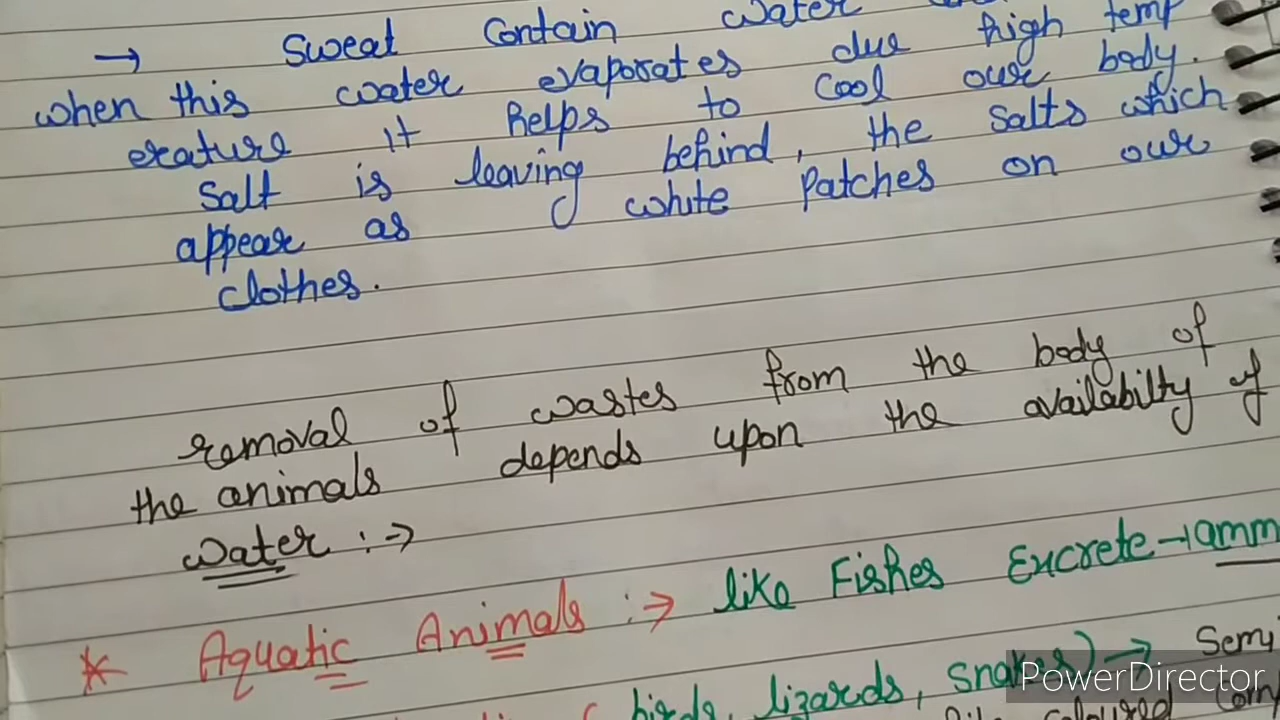 → Sweat Contain water
when this water evaporates due high temp
erature it helps to cool our body.
Salt is leaving behind, the Salts which
appear as white patches on our
clothes.
removal of wastes from the body of
the animals depends upon the availabilty of
water :→
* Aquatic Animals :→ like Fishes Excrete → amm
birds, lizards, snakes) → Semi
coloured
PowerDirector